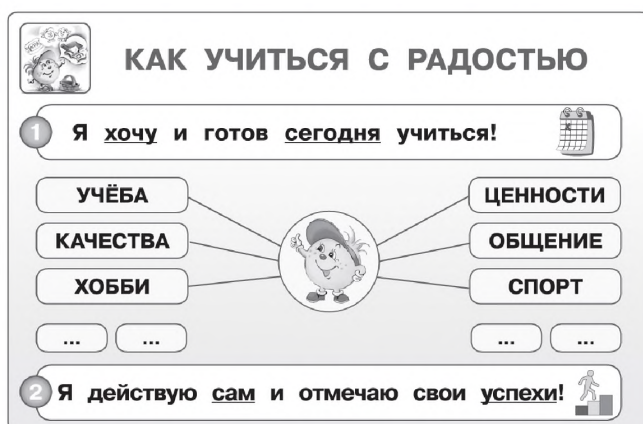 КАК УЧИТЬСЯ С РАДОСТЬЮ
1 Я хочу и готов сегодня учиться!
УЧЁБА ЦЕННОСТИ
КАЧЕСТВА ОБЩЕНИЕ
ХОББИ СПОРТ
... ... ... ...
2 Я действую сам и отмечаю свои успехи!